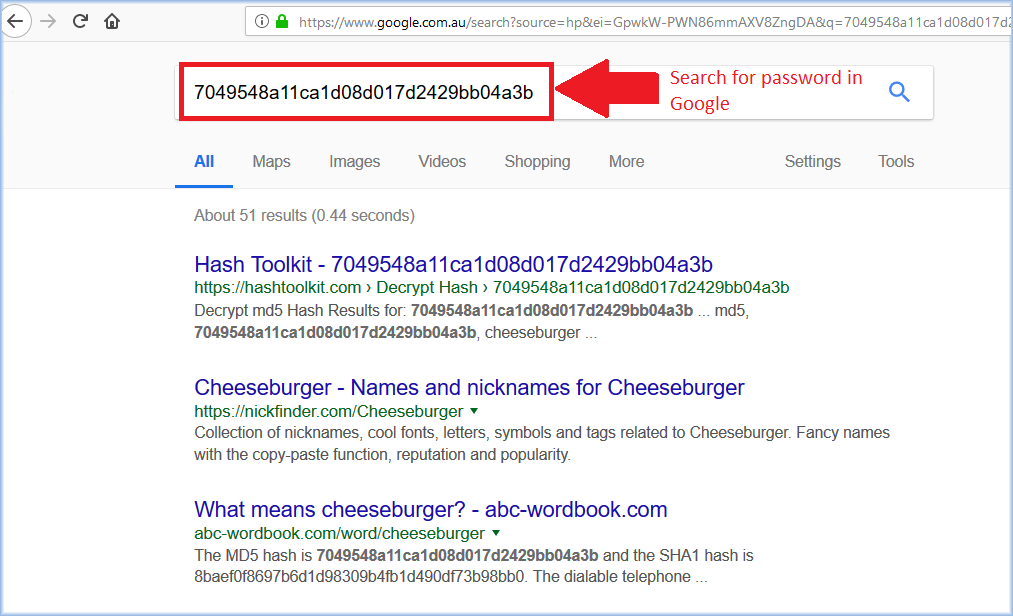 https://www.google.com.au/search?source=hp&ei=GpwkW-PWN86mmAXV8ZngDA&q=7049548a11ca1d08d017d2
7049548a11ca1d08d017d2429bb04a3b
Search for password in
Google
All Maps Images Videos Shopping More Settings Tools
About 51 results (0.44 seconds)
Hash Toolkit - 7049548a11ca1d08d017d2429bb04a3b
https://hashtoolkit.com › Decrypt Hash › 7049548a11ca1d08d017d2429bb04a3b
Decrypt md5 Hash Results for: 7049548a11ca1d08d017d2429bb04a3b ... md5,
7049548a11ca1d08d017d2429bb04a3b, cheeseburger ...
Cheeseburger - Names and nicknames for Cheeseburger
https://nickfinder.com/Cheeseburger
Collection of nicknames, cool fonts, letters, symbols and tags related to Cheeseburger. Fancy names
with the copy-paste function, reputation and popularity.
What means cheeseburger? - abc-wordbook.com
abc-wordbook.com/word/cheeseburger
The MD5 hash is 7049548a11ca1d08d017d2429bb04a3b and the SHA1 hash is
8baef0f8697b6d1d98309b4fb1d490df73b98bb0. The dialable telephone ...